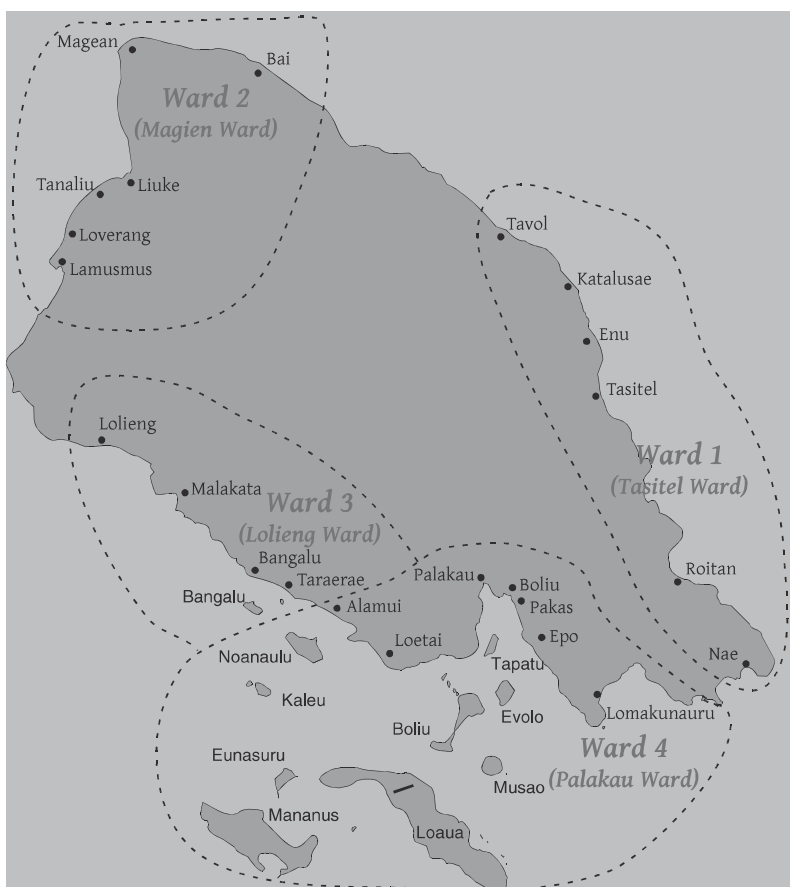 Magean
Bai
Ward 2
(Magien Ward)
Tanaliu
Liuke
Loverang
Lamusmus
Tavol
Katalusae
Enu
Tasitel
Ward 1
(Tasitel Ward)
Roitan
Nae
Lolieng
Malakata
Ward 3
(Lolieng Ward)
Bangalu
Taraerae
Bangalu
Alamui
Loetai
Palakau
Boliu
Pakas
Epo
Noanaulu
Tapatu
Kaleu
Evolo
Boliu
Lomakunauru
Ward 4
(Palakau Ward)
Eunasuru
Musao
Mananus
Loaua